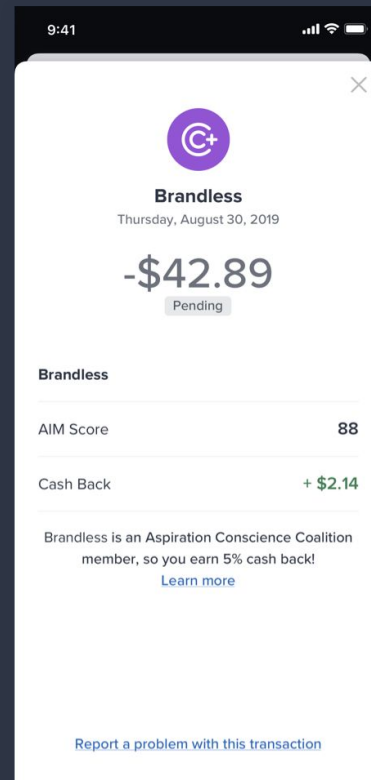 9:41
C+
Brandless
Thursday, August 30, 2019
-$42.89
Pending
Brandless
AIM Score 88
Cash Back + $2.14
Brandless is an Aspiration Conscience Coalition
member, so you earn 5% cash back!
Learn more
Report a problem with this transaction